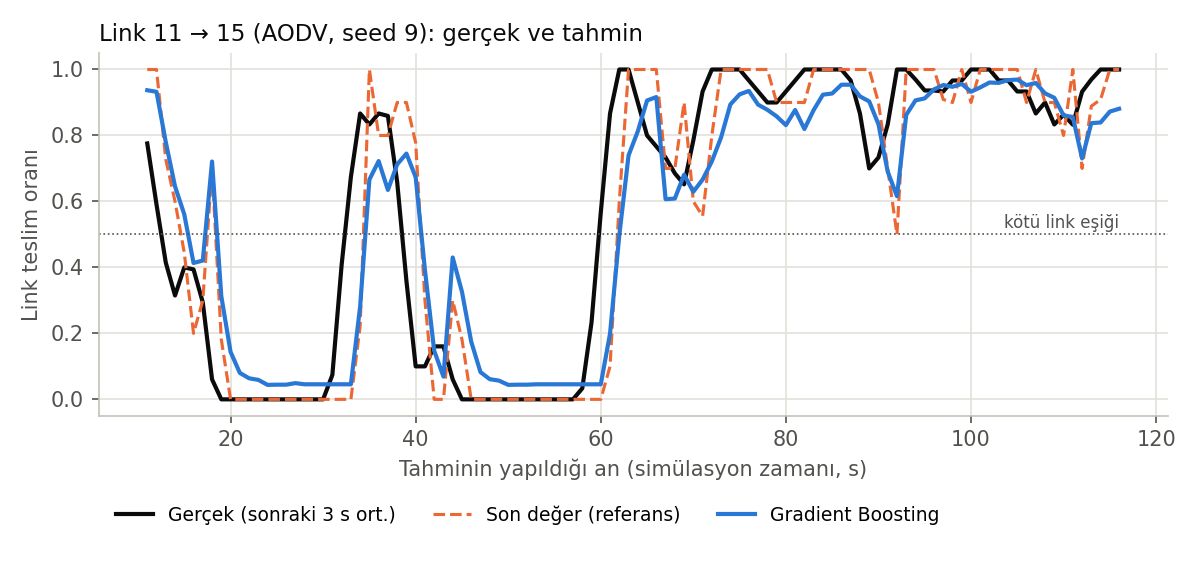 Link 11 → 15 (AODV, seed 9): gerçek ve tahmin
Link teslim oranı
1.0
0.8
0.6
0.4
0.2
0.0
kötü link eşiği
20
40
60
80
100
120
Tahminin yapıldığı an (simülasyon zamanı, s)
Gerçek (sonraki 3 s ort.)
Son değer (referans)
Gradient Boosting